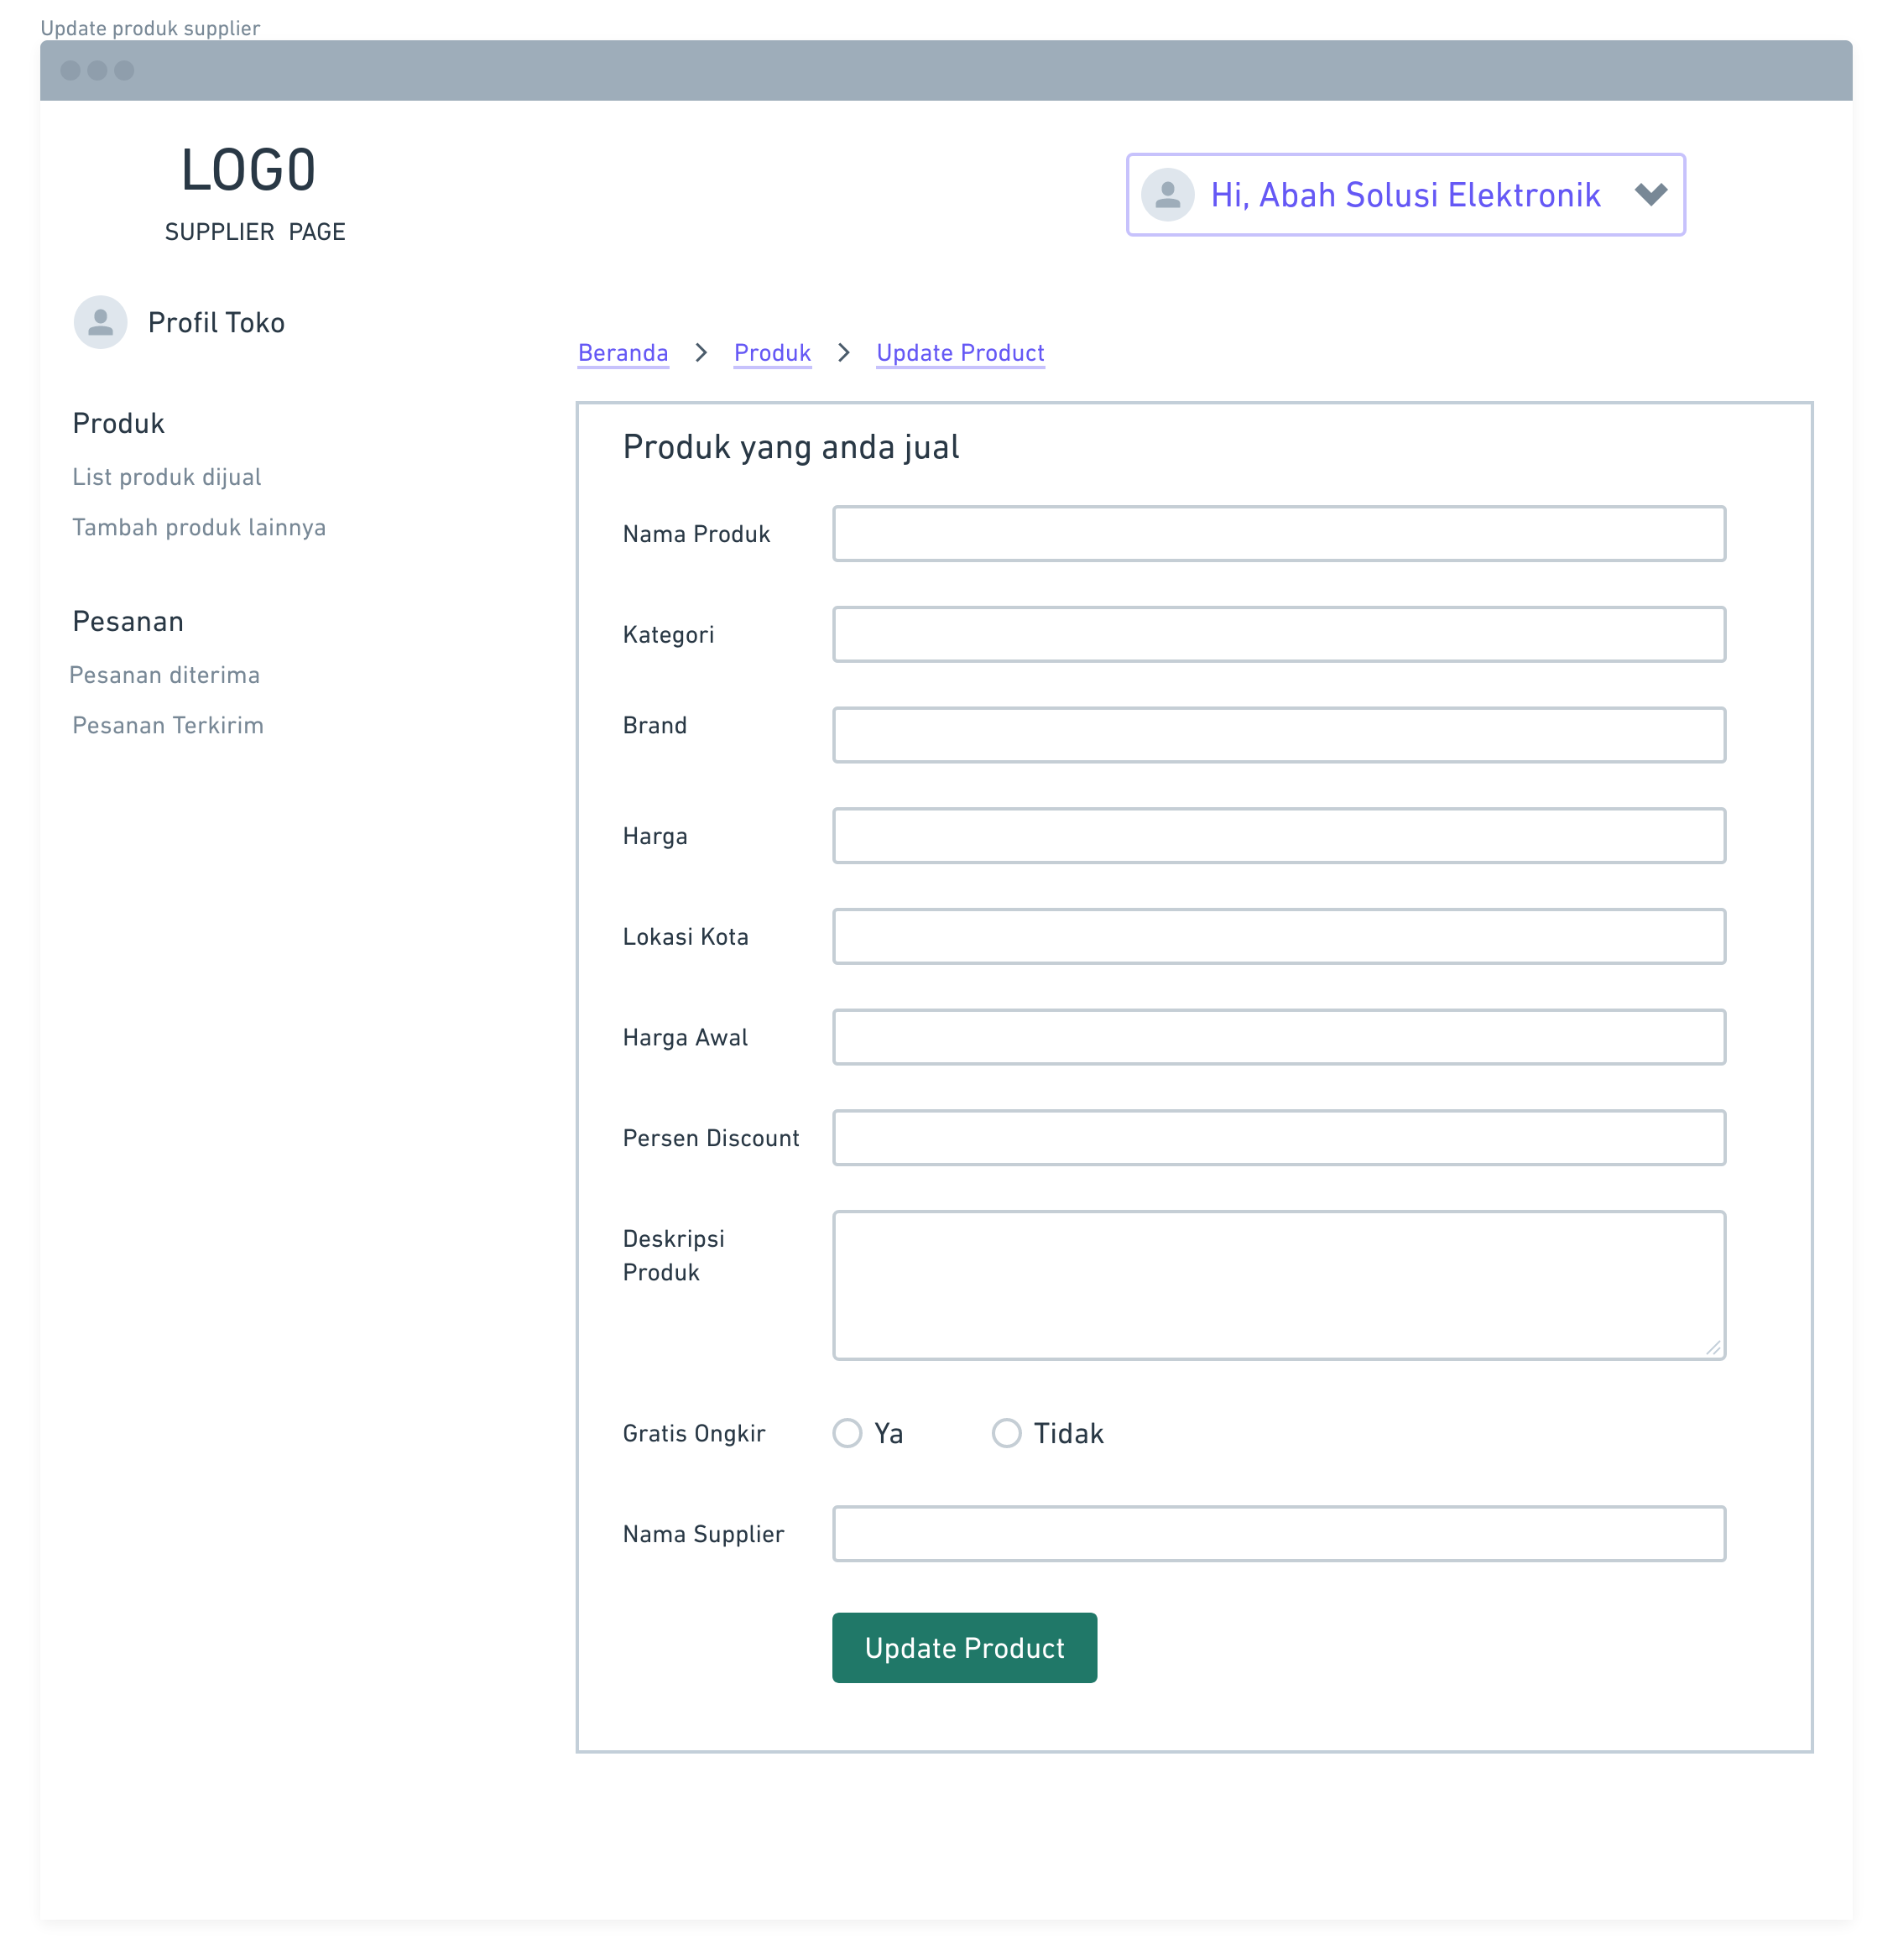 Update produk supplier
LOGO
SUPPLIER PAGE
Hi, Abah Solusi Elektronik
Profil Toko
Produk
List produk dijual
Tambah produk lainnya
Pesanan
Pesanan diterima
Pesanan Terkirim
Beranda > Produk > Update Product
Produk yang anda jual
Nama Produk
Kategori
Brand
Harga
Lokasi Kota
Harga Awal
Persen Discount
Deskripsi
Produk
Gratis Ongkir Ya Tidak
Nama Supplier
Update Product